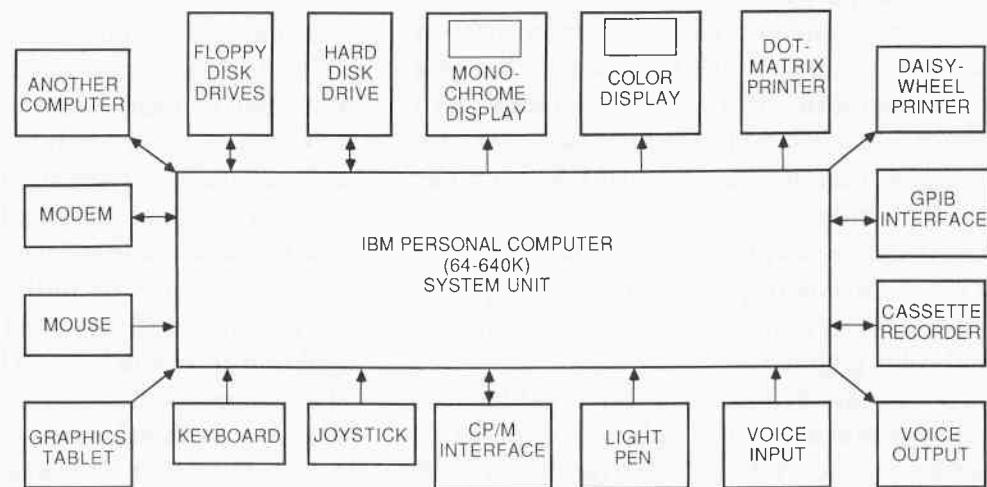 ANOTHER
COMPUTER
FLOPPY
DISK
DRIVES
HARD
DISK
DRIVE
MONO-
CHROME
DISPLAY
COLOR
DISPLAY
DOT-
MATRIX
PRINTER
DAISY-
WHEEL
PRINTER
MODEM
IBM PERSONAL COMPUTER
(64-640K)
SYSTEM UNIT
GPIB
INTERFACE
MOUSE
CASSETTE
RECORDER
GRAPHICS
TABLET
KEYBOARD
JOYSTICK
CP/M
INTERFACE
LIGHT
PEN
VOICE
INPUT
VOICE
OUTPUT